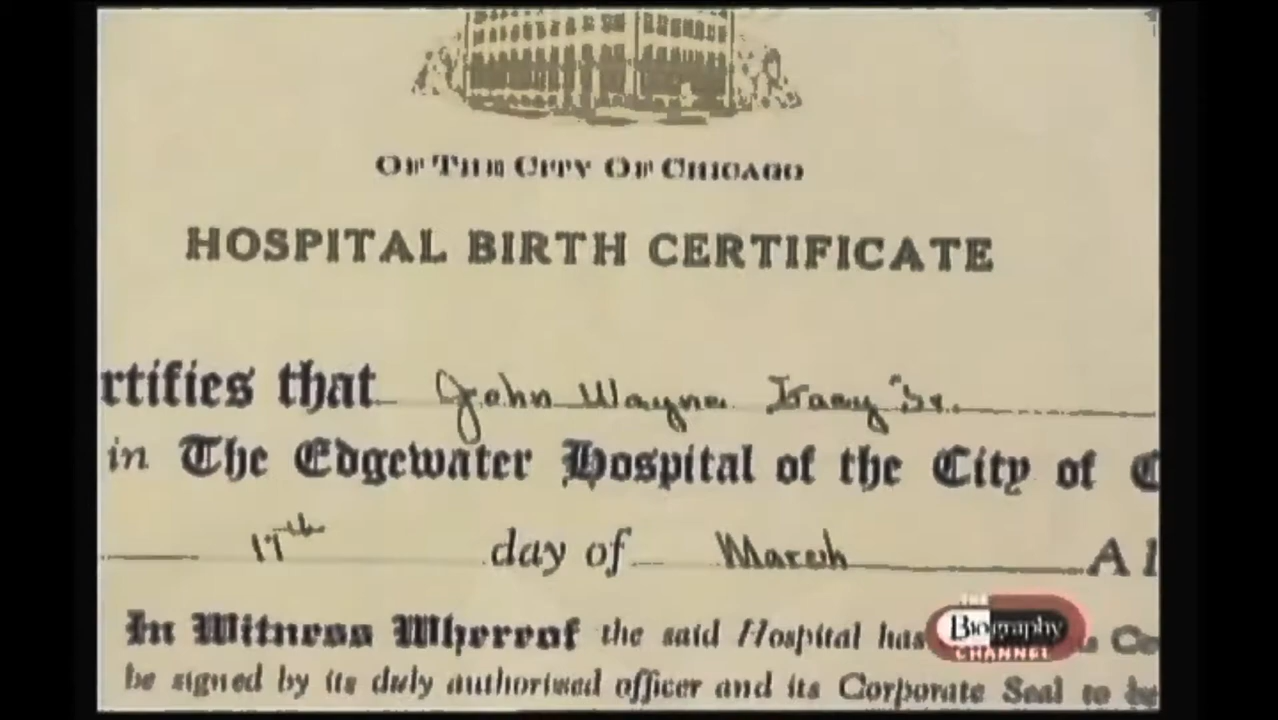 OF THE CITY OF CHICAGO
HOSPITAL BIRTH CERTIFICATE
rtifies that John Wayne Gacy Jr.
in The Edgewater Hospital of the City of C
17th day of March A
In Witness Whereof the said Hospital has
be signed by its duly authorized officer and its Corporate Seal to be
THE
Biography
CHANNEL